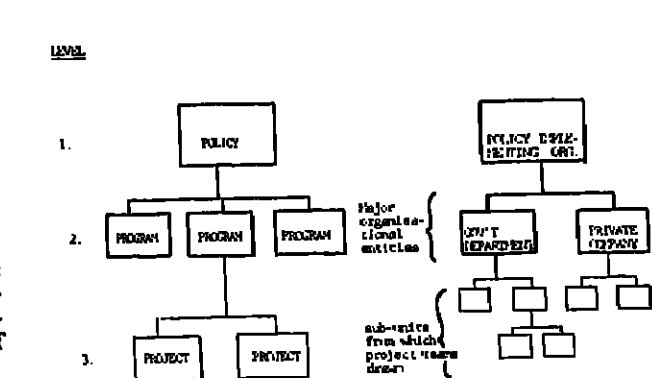 LEVEL
1.
POLICY
POLICY IMPLE-
MENTING ORG.
2.
PROGRAM
PROGRAM
PROGRAM
Major
organisa-
tional
entities
GOV'T
DEPARTMENT
PRIVATE
COMPANY
3.
PROJECT
PROJECT
sub-units
from which
project teams
drawn